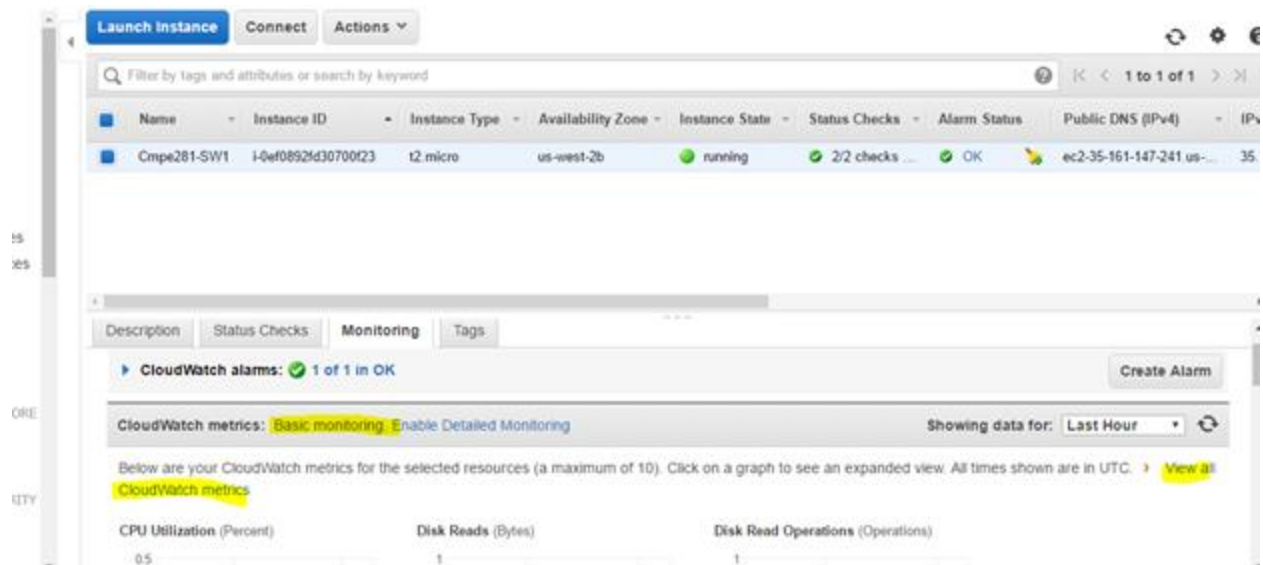 Launch Instance Connect Actions
Filter by tags and attributes or search by keyword 1 to 1 of 1
Name Instance ID Instance Type Availability Zone Instance State Status Checks Alarm Status Public DNS (IPv4) IPv
Cmpe281-SW1 i-0ef0892fd30700f23 t2.micro us-west-2b running 2/2 checks ... OK ec2-35-161-147-241.us-... 35.
es
ces
Description Status Checks Monitoring Tags
CloudWatch alarms: 1 of 1 in OK Create Alarm
ORE
CloudWatch metrics: Basic monitoring. Enable Detailed Monitoring Showing data for: Last Hour
Below are your CloudWatch metrics for the selected resources (a maximum of 10). Click on a graph to see an expanded view. All times shown are in UTC. View all
CloudWatch metrics
RITY
CPU Utilization (Percent) Disk Reads (Bytes) Disk Read Operations (Operations)
0.5 1 1